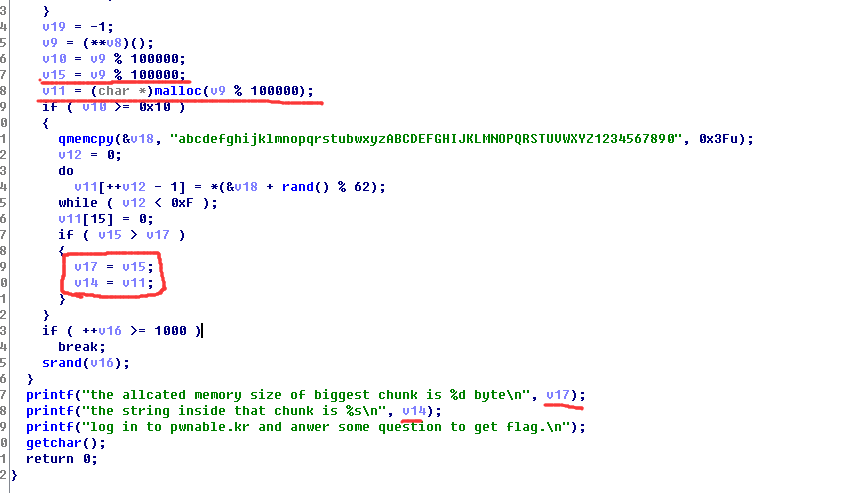 3 }
4 v19 = -1;
5 v9 = (**v8)();
6 v10 = v9 % 100000;
7 v15 = v9 % 100000;
8 v11 = (char *)malloc(v9 % 100000);
9 if ( v10 >= 0x10 )
0 {
1 qmemcpy(&v18, "abcdefghijklmnopqrstubwxyzABCDEFGHIJKLMNOPQRSTUVWXYZ1234567890", 0x3Fu);
2 v12 = 0;
3 do
4 v11[++v12 - 1] = *(&v18 + rand() % 62);
5 while ( v12 < 0xF );
6 v11[15] = 0;
7 if ( v15 > v17 )
8 {
9 v17 = v15;
0 v14 = v11;
1 }
2 }
3 if ( ++v16 >= 1000 )
4 break;
5 srand(v16);
6 }
7 printf("the allcated memory size of biggest chunk is %d byte\n", v17);
8 printf("the string inside that chunk is %s\n", v14);
9 printf("log in to pwnable.kr and anwer some question to get flag.\n");
0 getchar();
1 return 0;
2 }